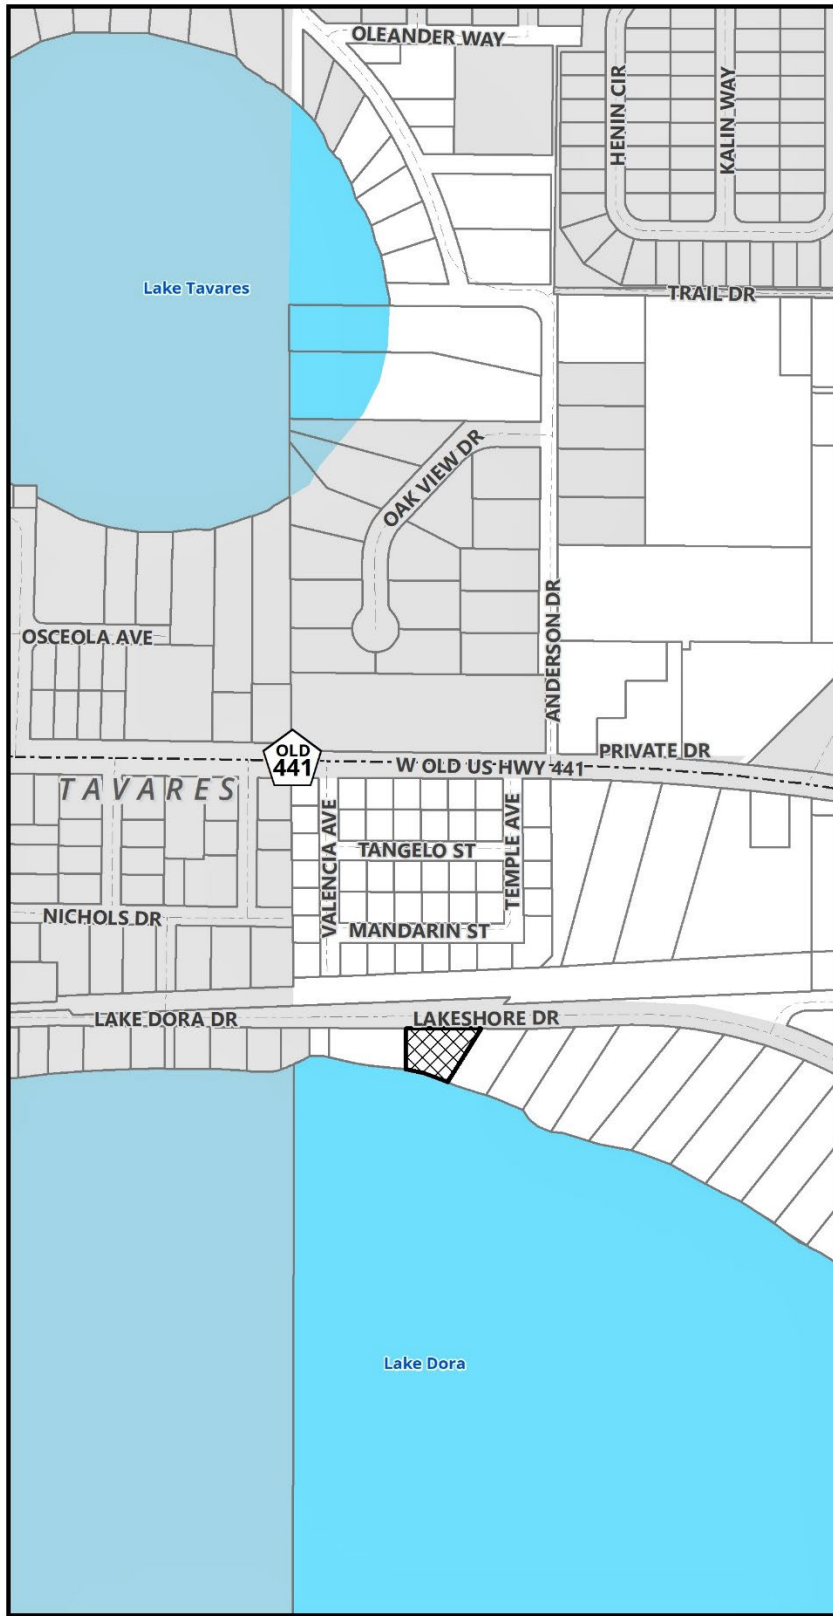 OLEANDER WAY
HENIN CIR
KALIN WAY
Lake Tavares
TRAIL DR
OAK VIEW DR
ANDERSON DR
OSCEOLA AVE
OLD
441
PRIVATE DR
W OLD US HWY 441
TAVARES
VALENCIA AVE
TEMPLE AVE
TANGELO ST
NICHOLS DR
MANDARIN ST
LAKE DORA DR
LAKESHORE DR
Lake Dora